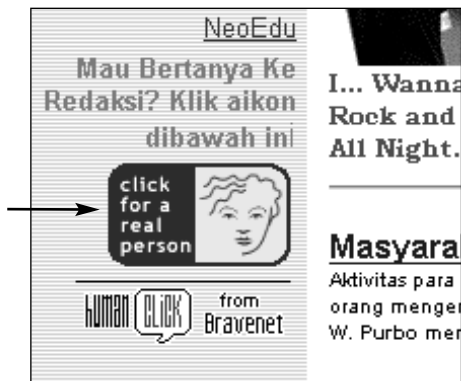 NeoEdu
Mau Bertanya Ke
Redaksi? Klik aikon
dibawah ini
click
for a
real
person
HUMAN CLICK from
Bravenet
I... Wanna
Rock and
All Night.
Masyara
Aktivitas para
orang menge
W. Purbo mer